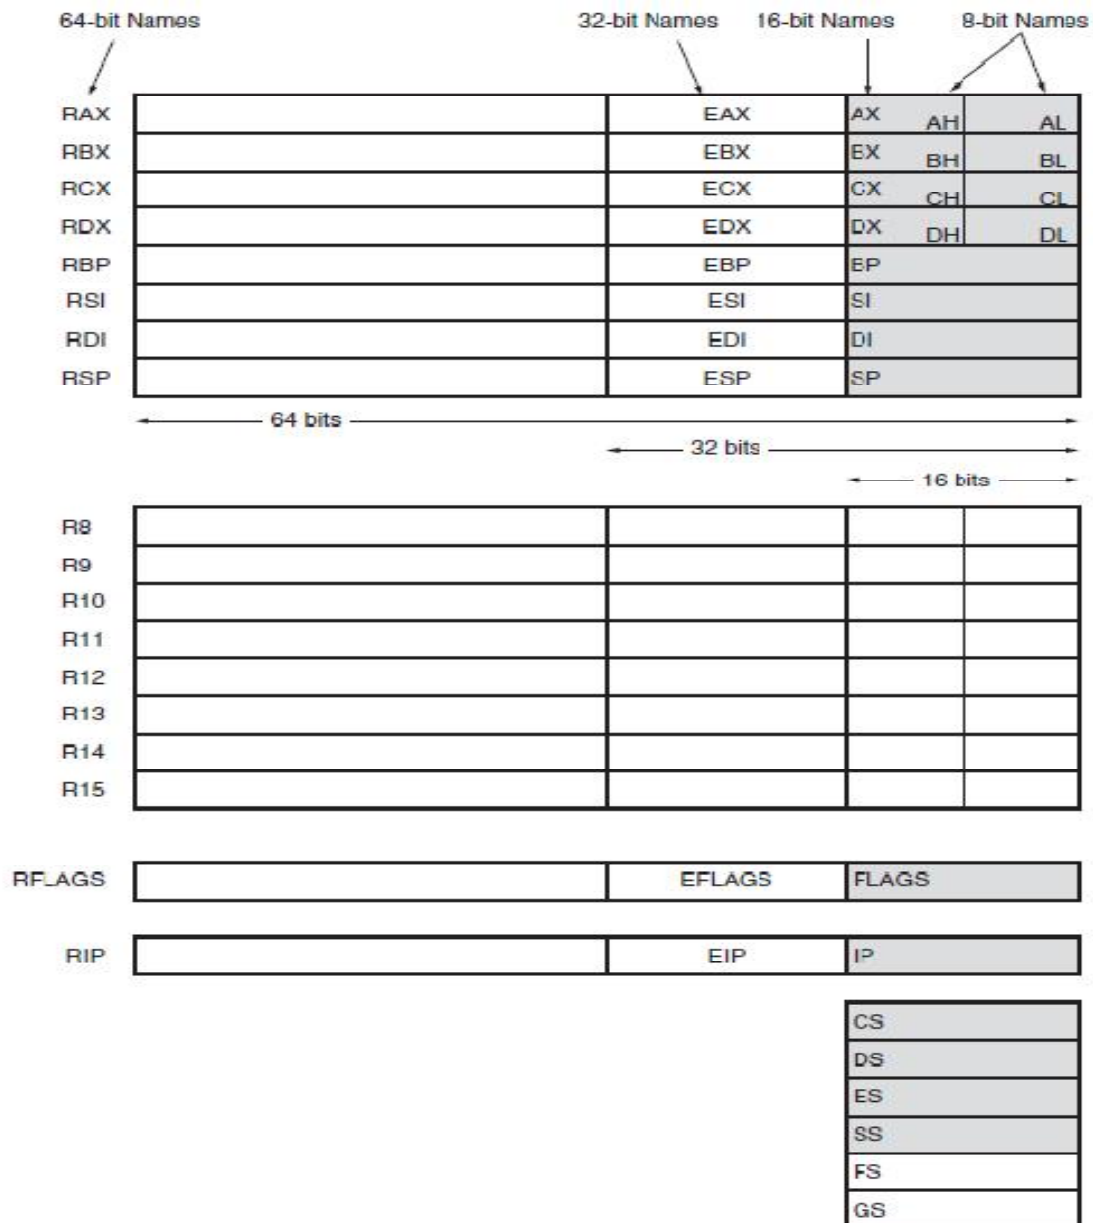 64-bit Names 32-bit Names 16-bit Names 8-bit Names
RAX EAX AX AH AL
RBX EBX BX BH BL
RCX ECX CX CH CL
RDX EDX DX DH DL
RBP EBP BP
RSI ESI SI
RDI EDI DI
RSP ESP SP
64 bits
32 bits
16 bits
R8
R9
R10
R11
R12
R13
R14
R15
RFLAGS EFLAGS FLAGS
RIP EIP IP
CS
DS
ES
SS
FS
GS